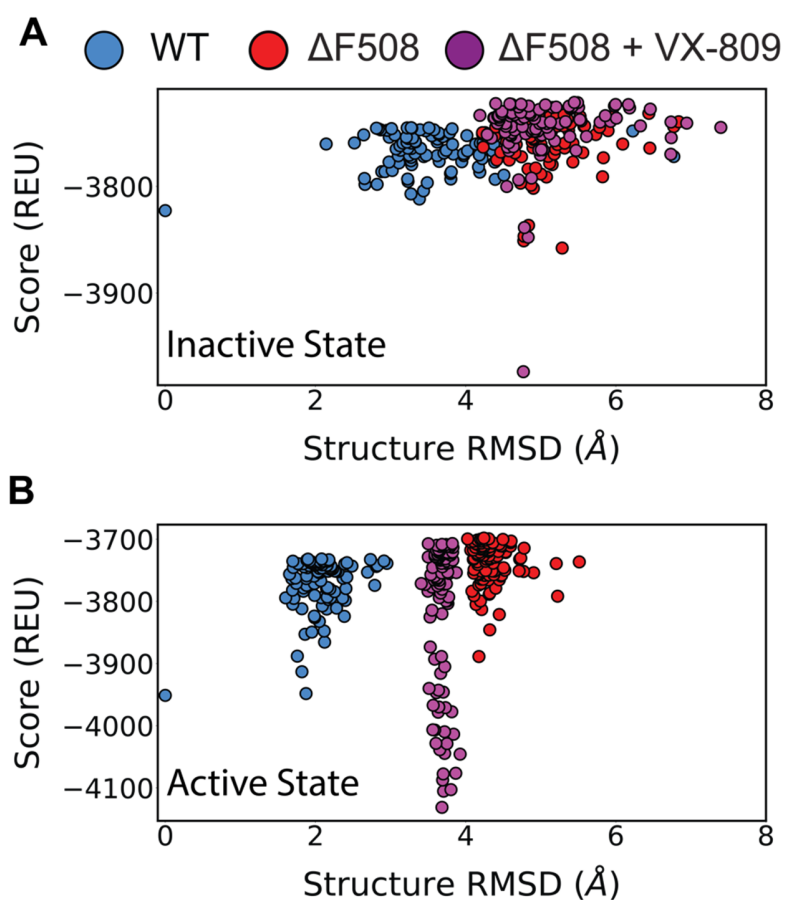 A
WT ΔF508 ΔF508 + VX-809
Score (REU)
−3800
−3900
Inactive State
0 2 4 6 8
Structure RMSD (Å)
B
Score (REU)
−3700
−3800
−3900
−4000
−4100
Active State
0 2 4 6 8
Structure RMSD (Å)